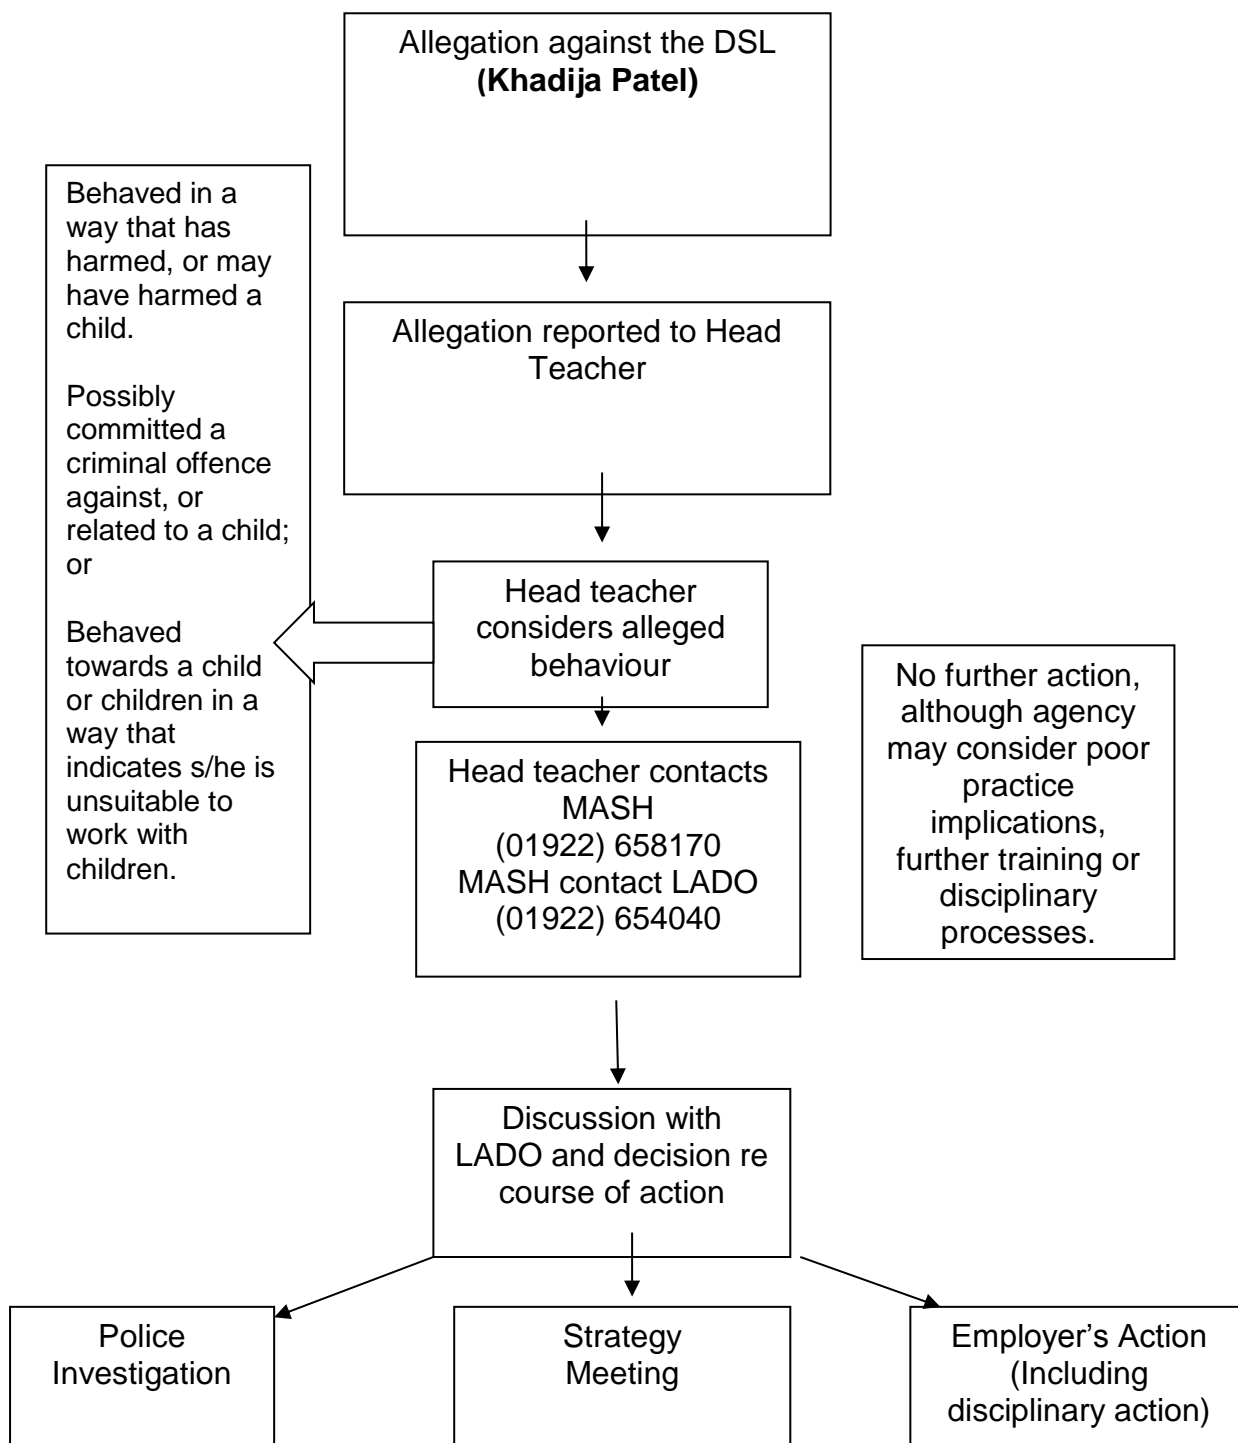 Allegation against the DSL
(Khadija Patel)
Behaved in a
way that has
harmed, or may
have harmed a
child.
Possibly
committed a
criminal offence
against, or
related to a child;
or
Behaved
towards a child
or children in a
way that
indicates s/he is
unsuitable to
work with
children.
Allegation reported to Head
Teacher
Head teacher
considers alleged
behaviour
No further action,
although agency
may consider poor
practice
implications,
further training or
disciplinary
processes.
Head teacher contacts
MASH
(01922) 658170
MASH contact LADO
(01922) 654040
Discussion with
LADO and decision re
course of action
Police
Investigation
Strategy
Meeting
Employer's Action
(Including
disciplinary action)